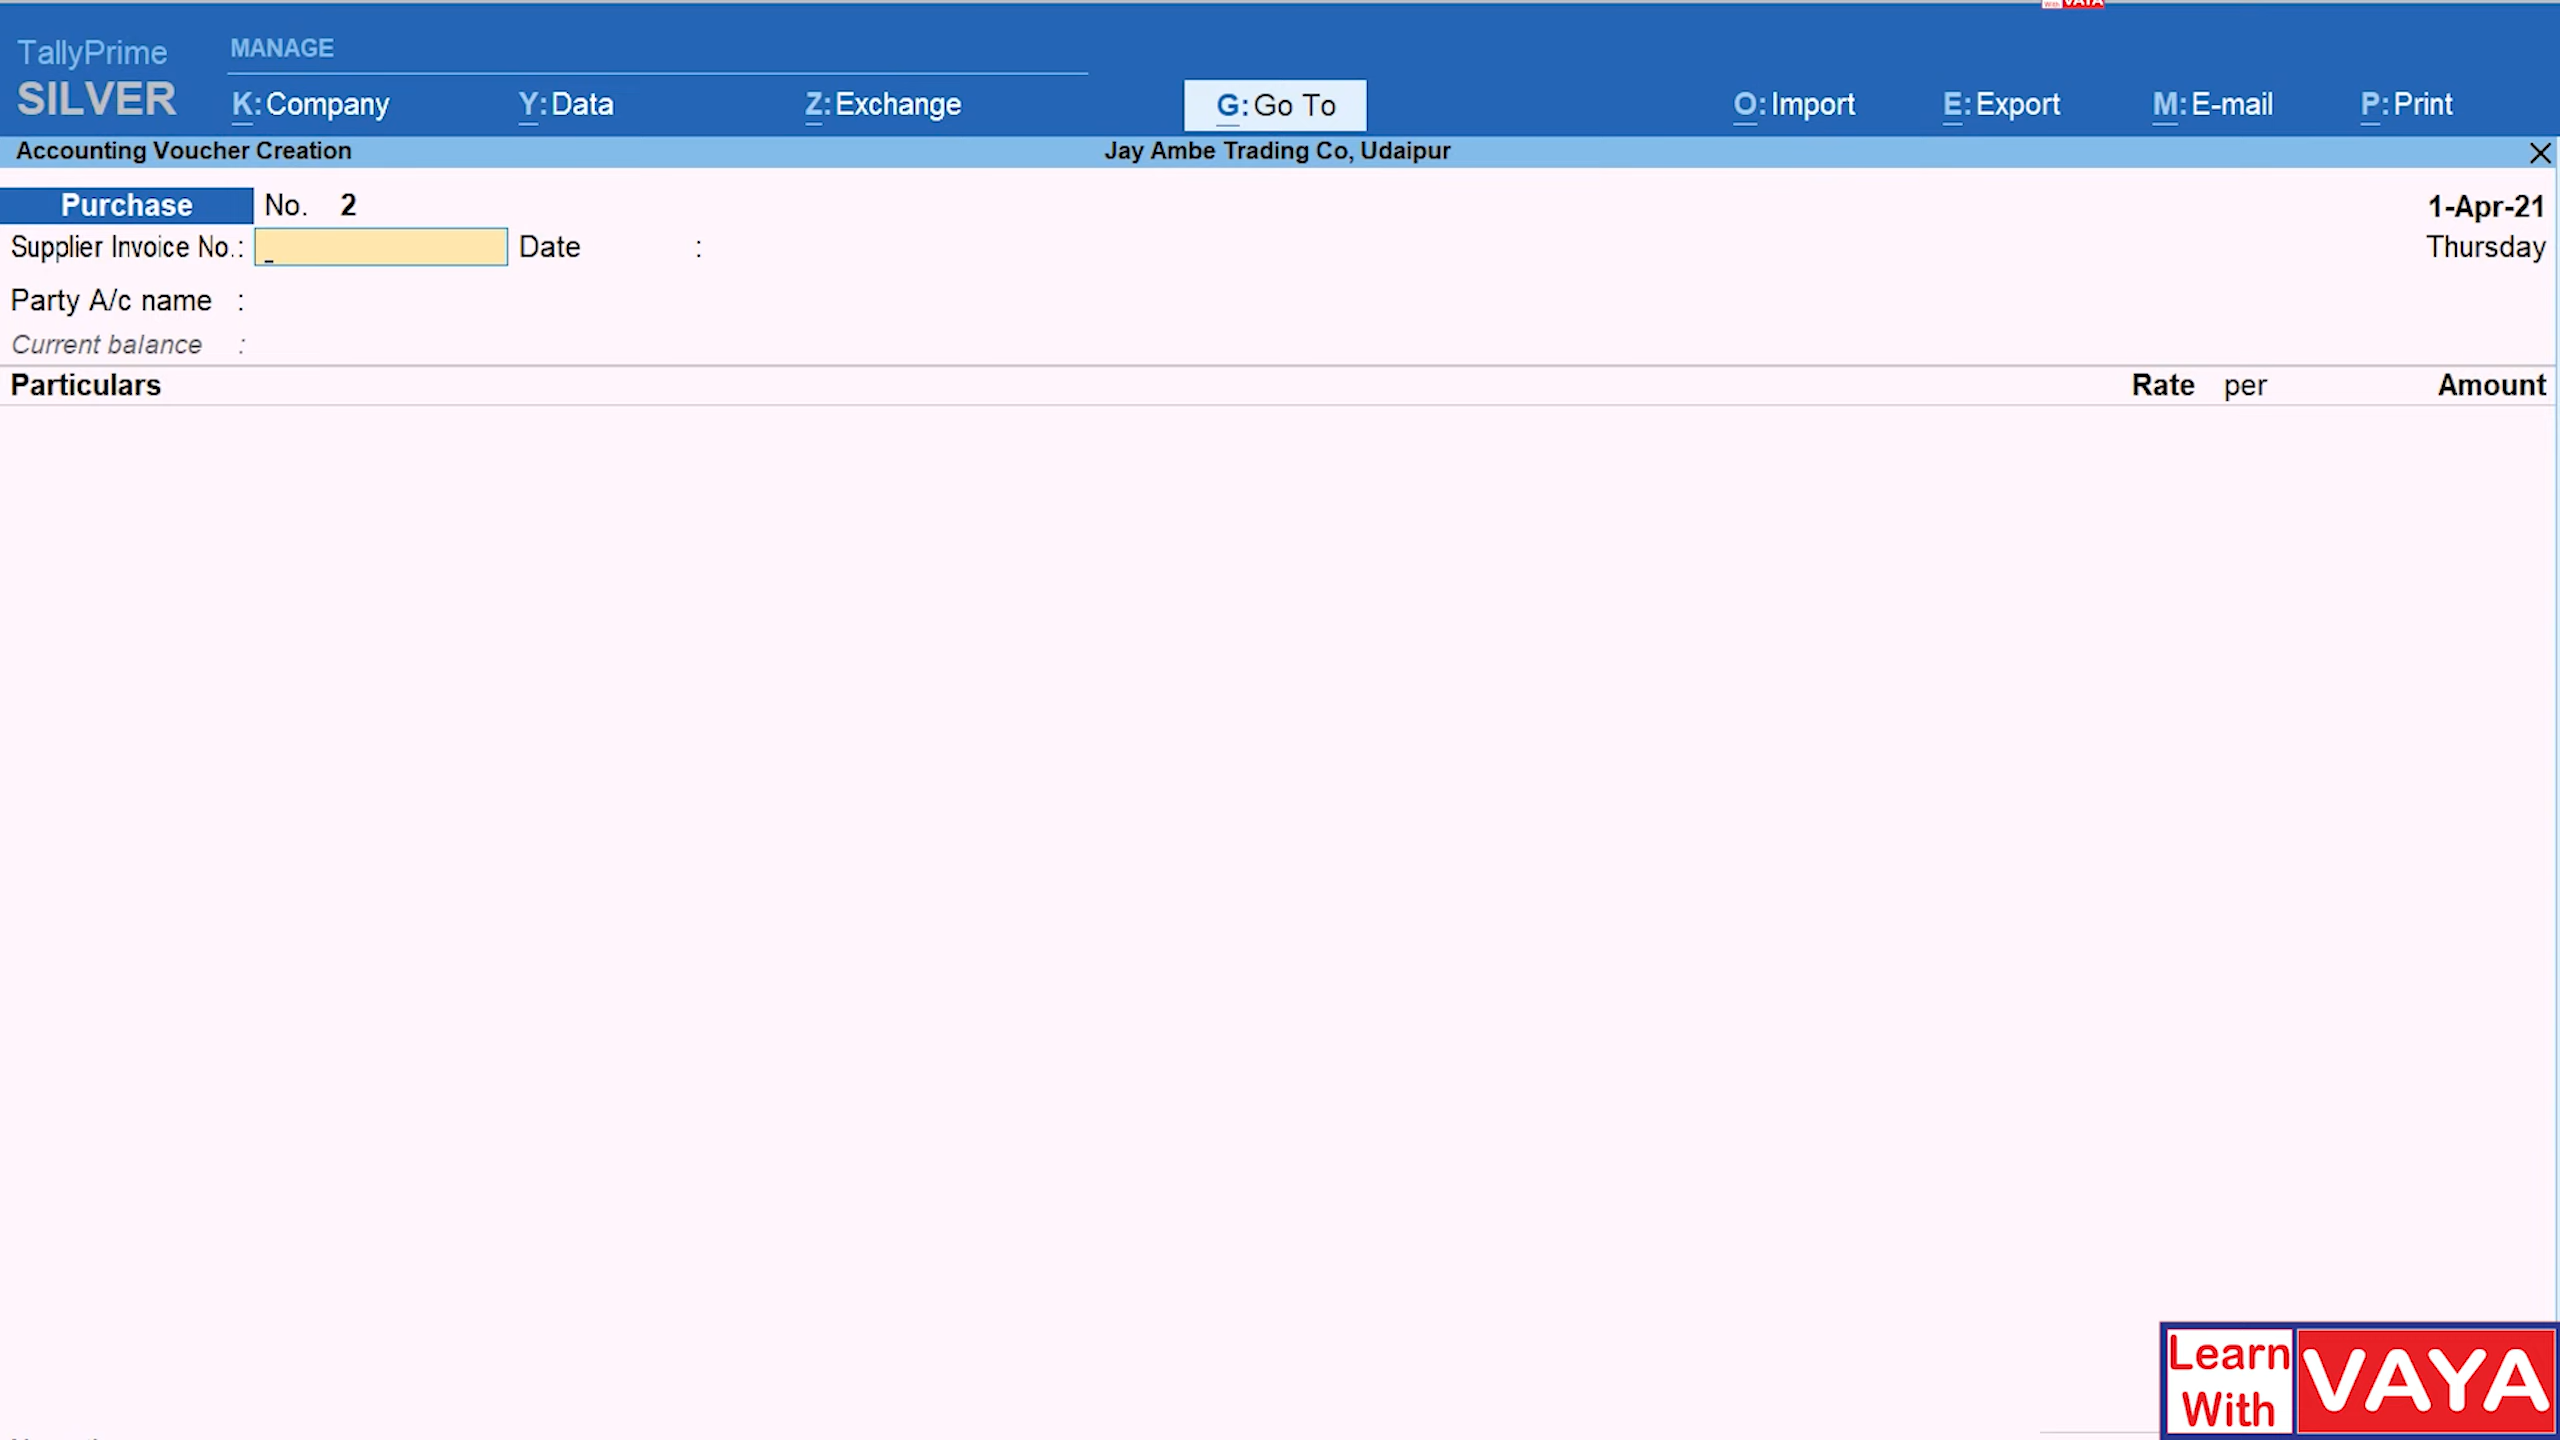 With VAYA
TallyPrime
MANAGE
SILVER
K: Company Y: Data Z: Exchange G: Go To O: Import E: Export M: E-mail P: Print
Accounting Voucher Creation Jay Ambe Trading Co, Udaipur
Purchase No. 2 1-Apr-21
Supplier Invoice No.: Date : Thursday
Party A/c name :
Current balance :
Particulars Rate per Amount
Learn
With
VAYA